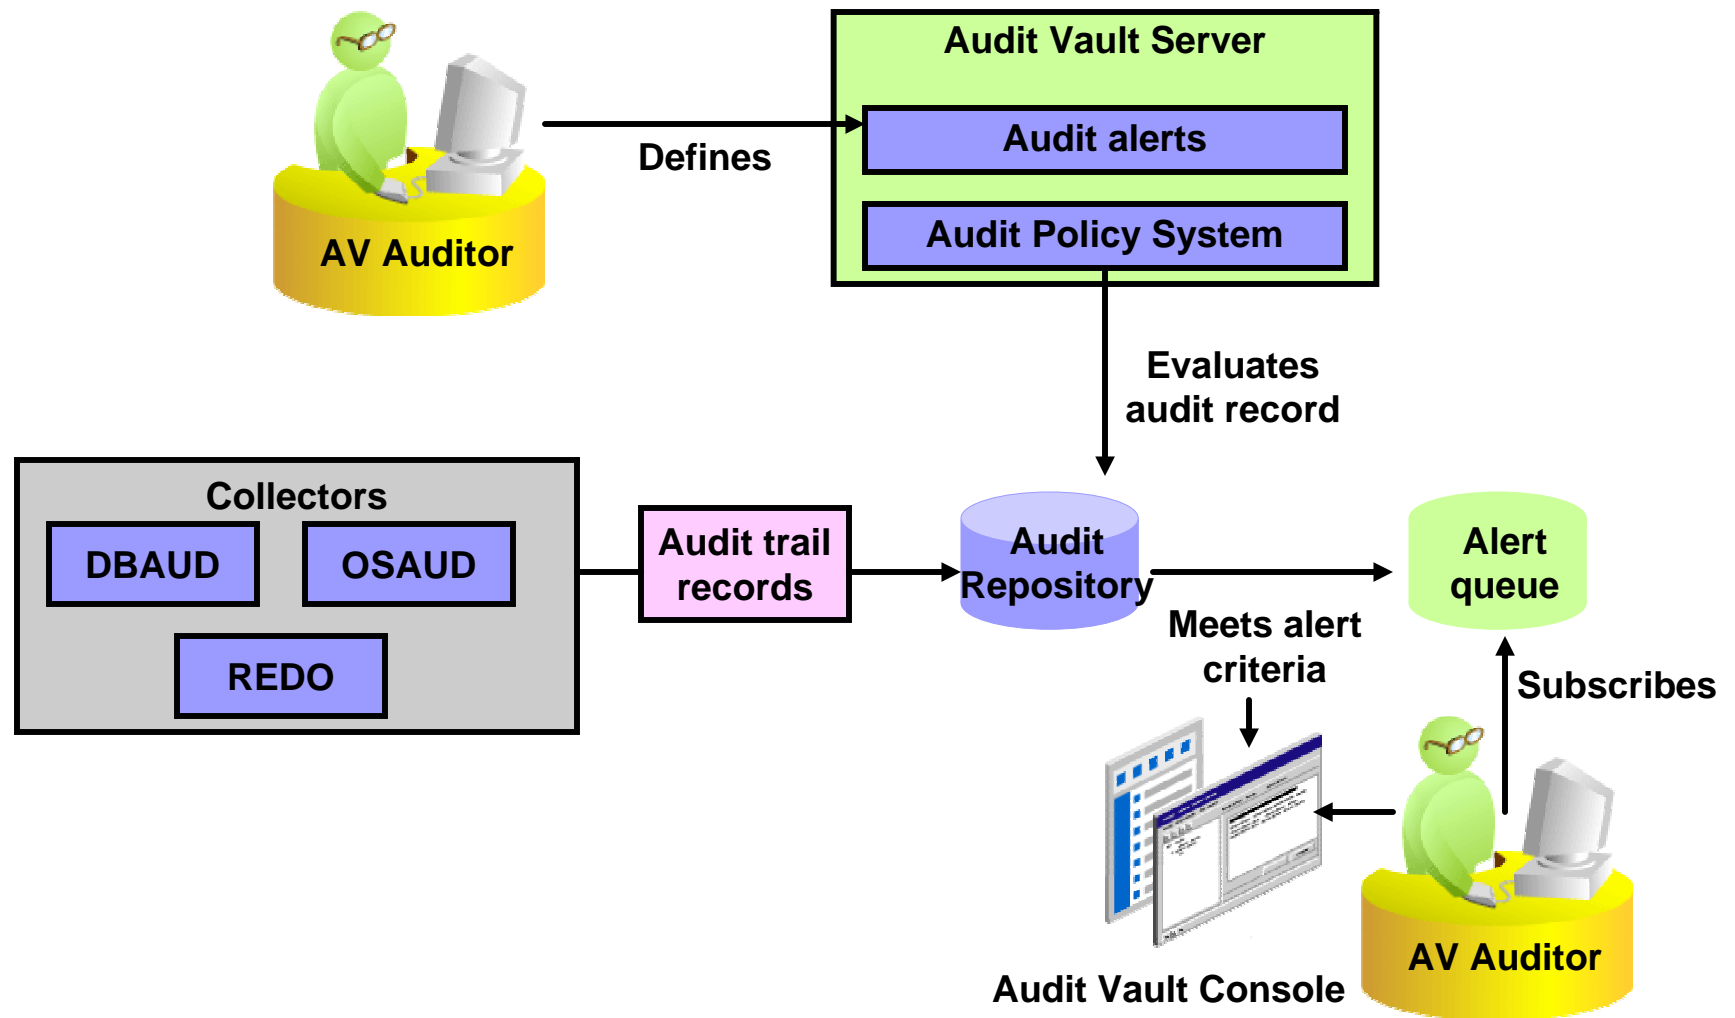 Audit Vault Server
Audit alerts
Defines
Audit Policy System
AV Auditor
Evaluates
audit record
Collectors
DBAUD
OSAUD
REDO
Audit trail
records
Audit
Repository
Alert
queue
Meets alert
criteria
Subscribes
AV Auditor
Audit Vault Console